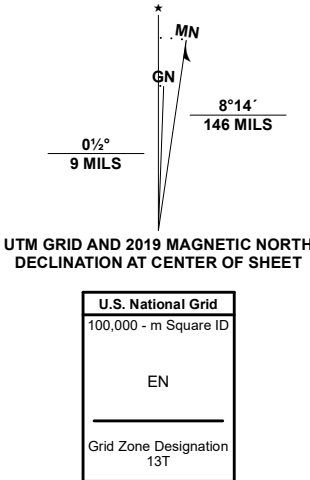 ★
MN
GN
0½°
9 MILS
8°14´
146 MILS
UTM GRID AND 2019 MAGNETIC NORTH
DECLINATION AT CENTER OF SHEET
U.S. National Grid
100,000 - m Square ID
EN
Grid Zone Designation
13T